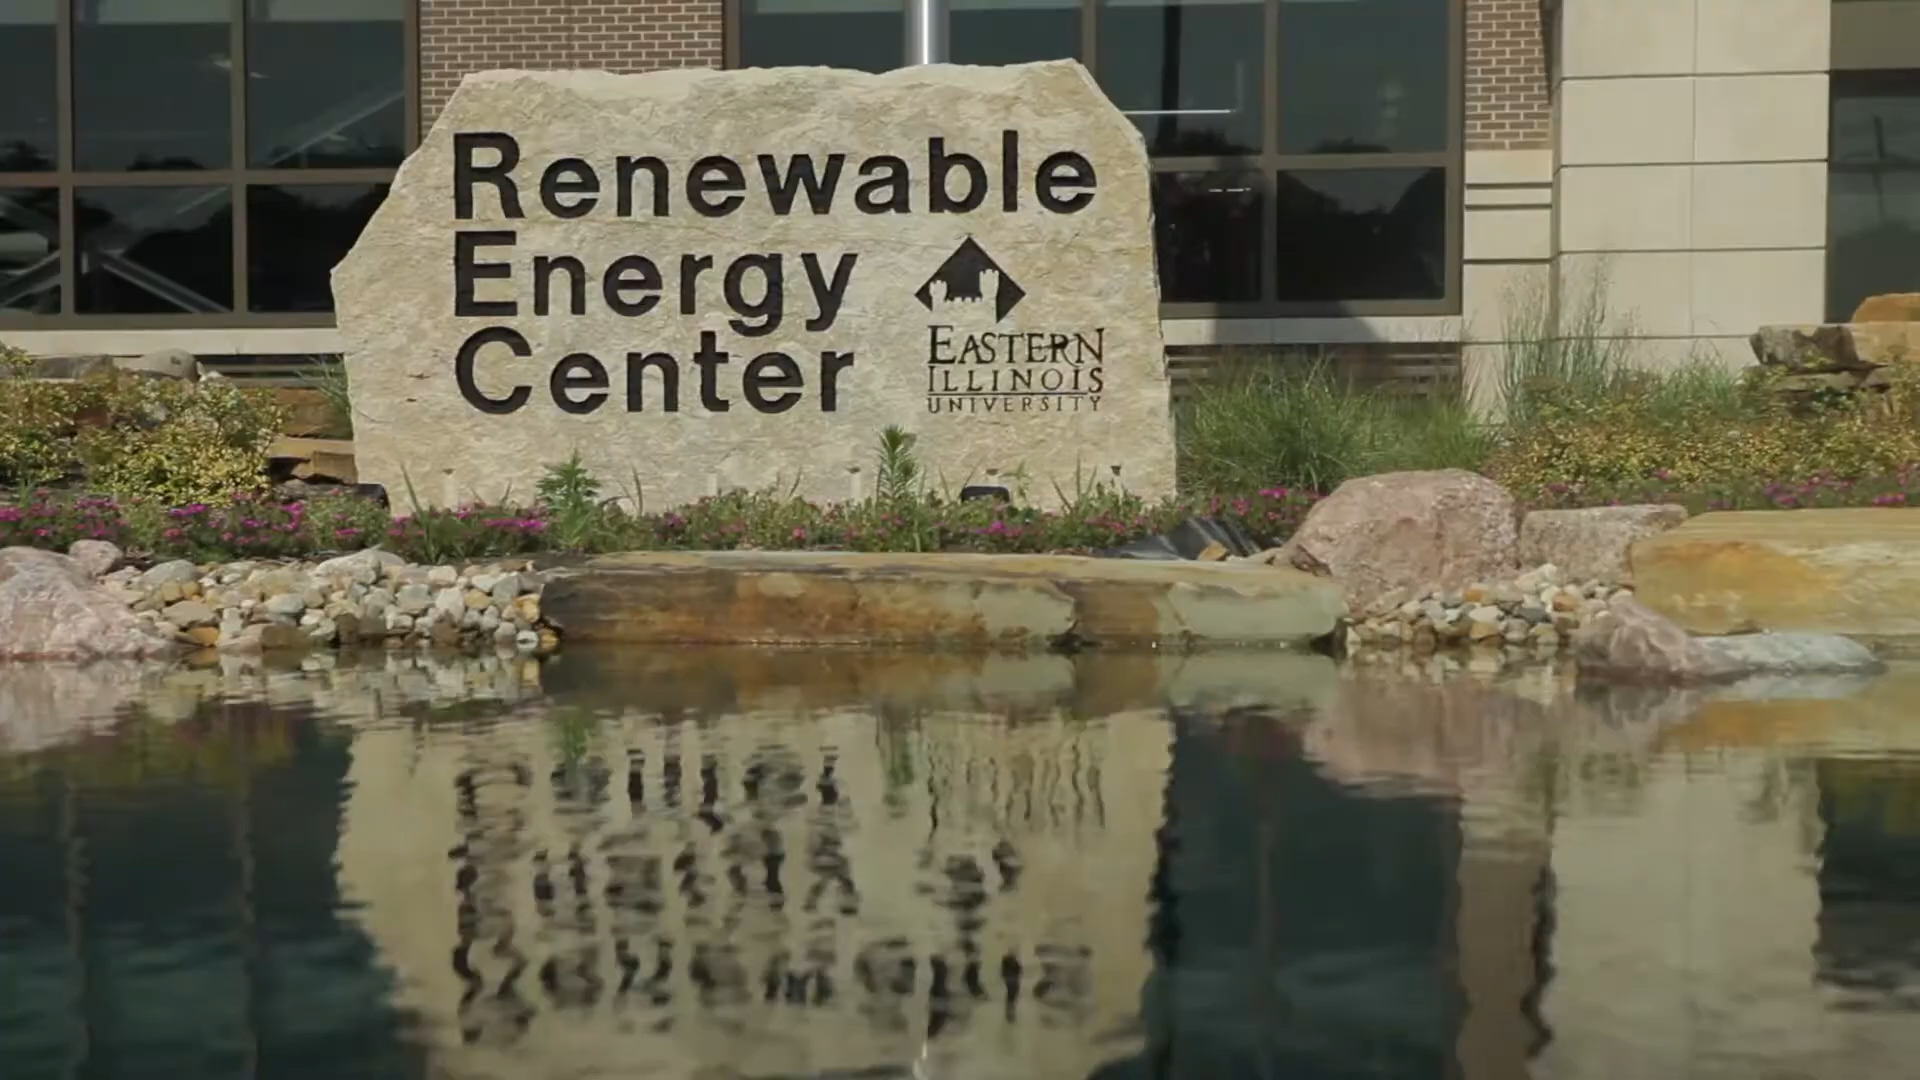 Renewable
Energy
Center
EASTERN
ILLINOIS
UNIVERSITY